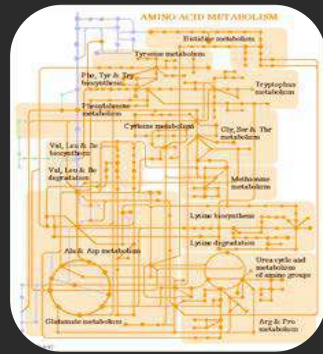 AMINO ACID METABOLISM
Histidine metabolism
Tyrosine metabolism
Phe, Tyr & Trp
biosynthesis
Tryptophan
metabolism
Phenylalanine
metabolism
Cysteine metabolism
Gly, Ser & Thr
metabolism
Val, Leu & Ile
biosynthesis
Val, Leu & Ile
degradation
Methionine
metabolism
Lysine biosynthesis
Lysine degradation
Ala & Asp metabolism
Urea cycle and
metabolism
of amino groups
Glutamate metabolism
Arg & Pro
metabolism